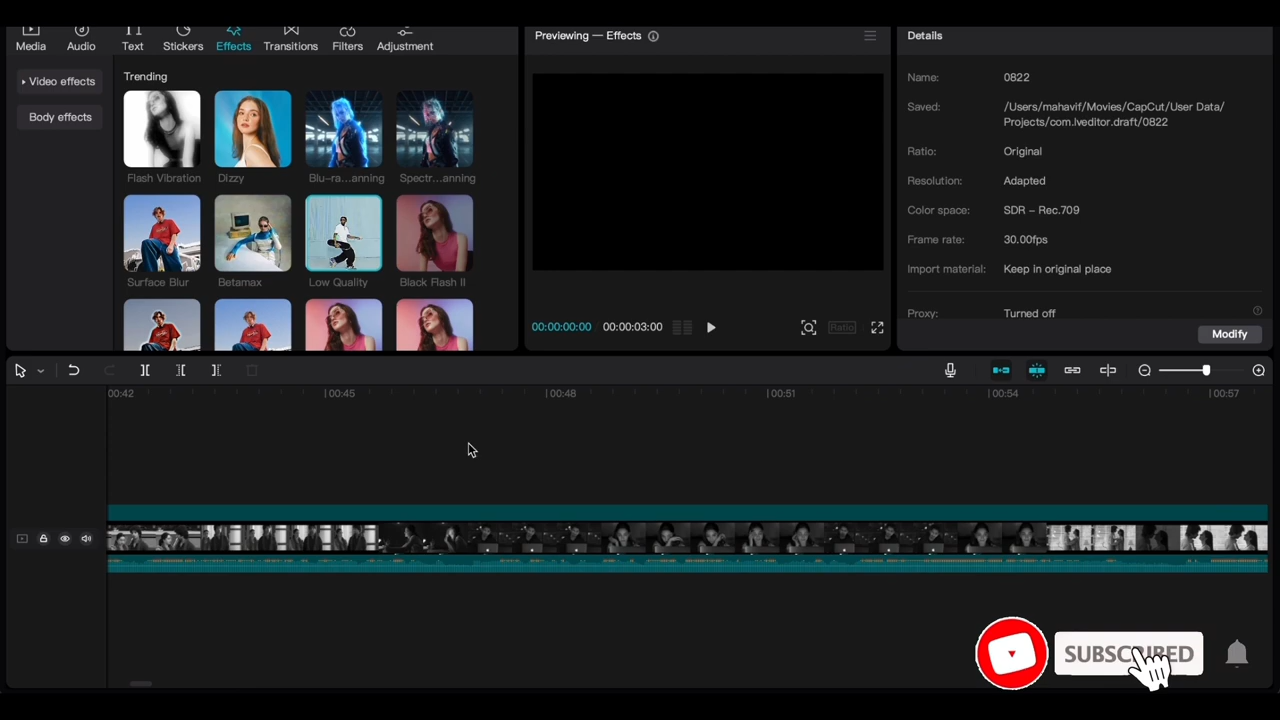 Media
Audio
Text
Stickers
Effects
Transitions
Filters
Adjustment
Video effects
Body effects
Trending
Flash Vibration
Dizzy
Blu-ra...anning
Spectr...anning
Surface Blur
Betamax
Low Quality
Black Flash II
Previewing — Effects
00:00:00:00
00:00:03:00
Ratio
Details
Name: 0822
Saved: /Users/mahavif/Movies/CapCut/User Data/
Projects/com.lveditor.draft/0822
Ratio: Original
Resolution: Adapted
Color space: SDR – Rec.709
Frame rate: 30.00fps
Import material: Keep in original place
Proxy: Turned off
Modify
00:42
00:45
00:48
00:51
00:54
00:57
SUBSCRIBED